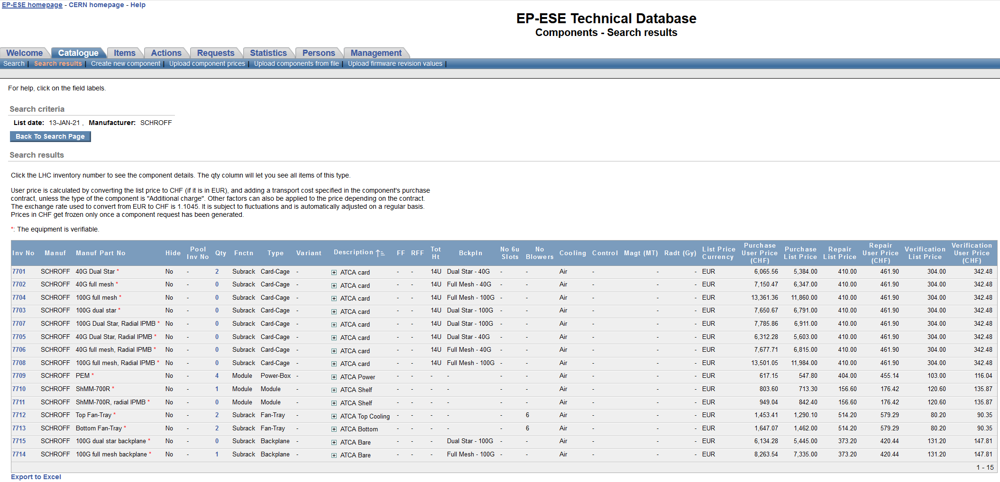 EP-ESE homepage - CERN homepage - Help
EP-ESE Technical Database
Components - Search results
Welcome Catalogue Items Actions Requests Statistics Persons Management
Search | Search results | Create new component | Upload component prices | Upload components from file | Upload firmware revision values |
For help, click on the field labels.
Search criteria
List date: 13-JAN-21 , Manufacturer: SCHROFF
Back To Search Page
Search results
Click the LHC inventory number to see the component details. The qty column will let you see all items of this type.
User price is calculated by converting the list price to CHF (if it is in EUR), and adding a transport cost specified in the component's purchase
contract, unless the type of the component is "Additional charge". Other factors can also be applied to the price depending on the contract.
The exchange rate used to convert from EUR to CHF is 1.1045. It is subject to fluctuations and is automatically adjusted on a regular basis.
Prices in CHF get frozen only once a component request has been generated.
*: The equipment is verifiable.
Inv No Manuf Manuf Part No Hide Pool Inv No Qty Fnctn Type Variant Description FF RFF Tot Ht Bckpln No 6u Slots No Blowers Cooling Control Magt (MT) Radt (Gy) List Price Currency Purchase User Price (CHF) Purchase List Price Repair List Price Repair User Price (CHF) Verification List Price Verification User Price (CHF)
7701 SCHROFF 40G Dual Star * No - 2 Subrack Card-Cage - ATCA card - - 14U Dual Star - 40G - - Air - - - EUR 6,065.56 5,384.00 410.00 461.90 304.00 342.48
7702 SCHROFF 40G full mesh * No - 0 Subrack Card-Cage - ATCA card - - 14U Full Mesh - 40G - - Air - - - EUR 7,150.47 6,347.00 410.00 461.90 304.00 342.48
7704 SCHROFF 100G full mesh * No - 0 Subrack Card-Cage - ATCA card - - 14U Full Mesh - 100G - - Air - - - EUR 13,361.36 11,860.00 410.00 461.90 304.00 342.48
7703 SCHROFF 100G dual star * No - 0 Subrack Card-Cage - ATCA card - - 14U Dual Star - 100G - - Air - - - EUR 7,650.67 6,791.00 410.00 461.90 304.00 342.48
7707 SCHROFF 100G Dual Star, Radial IPMB * No - 0 Subrack Card-Cage - ATCA card - - 14U Dual Star - 100G - - Air - - - EUR 7,785.86 6,911.00 410.00 461.90 304.00 342.48
7705 SCHROFF 40G Dual Star, Radial IPMB * No - 0 Subrack Card-Cage - ATCA card - - 14U Dual Star - 40G - - Air - - - EUR 6,312.28 5,603.00 410.00 461.90 304.00 342.48
7706 SCHROFF 40G full mesh, Radial IPMB * No - 0 Subrack Card-Cage - ATCA card - - 14U Full Mesh - 40G - - Air - - - EUR 7,677.71 6,815.00 410.00 461.90 304.00 342.48
7708 SCHROFF 100G full mesh, Radial IPMB * No - 0 Subrack Card-Cage - ATCA card - - 14U Full Mesh - 100G - - Air - - - EUR 13,501.05 11,984.00 410.00 461.90 304.00 342.48
7709 SCHROFF PEM * No - 4 Module Power-Box - ATCA Power - - - - - - Air - - - EUR 617.15 547.80 404.00 455.14 103.00 116.04
7710 SCHROFF ShMM-700R * No - 1 Module Module - ATCA Shelf - - - - - - Air - - - EUR 803.60 713.30 156.60 176.42 120.60 135.87
7711 SCHROFF ShMM-700R, radial IPMB * No - 0 Module Module - ATCA Shelf - - - - - - Air - - - EUR 949.04 842.40 156.60 176.42 120.60 135.87
7712 SCHROFF Top Fan-Tray * No - 2 Subrack Fan-Tray - ATCA Top Cooling - - - - - 6 Air - - - EUR 1,453.41 1,290.10 514.20 579.29 80.20 90.35
7713 SCHROFF Bottom Fan-Tray * No - 2 Subrack Fan-Tray - ATCA Bottom - - - - - 6 Air - - - EUR 1,647.07 1,462.00 514.20 579.29 80.20 90.35
7715 SCHROFF 100G dual star backplane * No - 0 Subrack Backplane - ATCA Bare - - - Dual Star - 100G - - Air - - - EUR 6,134.28 5,445.00 373.20 420.44 131.20 147.81
7714 SCHROFF 100G full mesh backplane * No - 1 Subrack Backplane - ATCA Bare - - - Full Mesh - 100G - - Air - - - EUR 8,263.54 7,335.00 373.20 420.44 131.20 147.81
1 - 15
Export to Excel